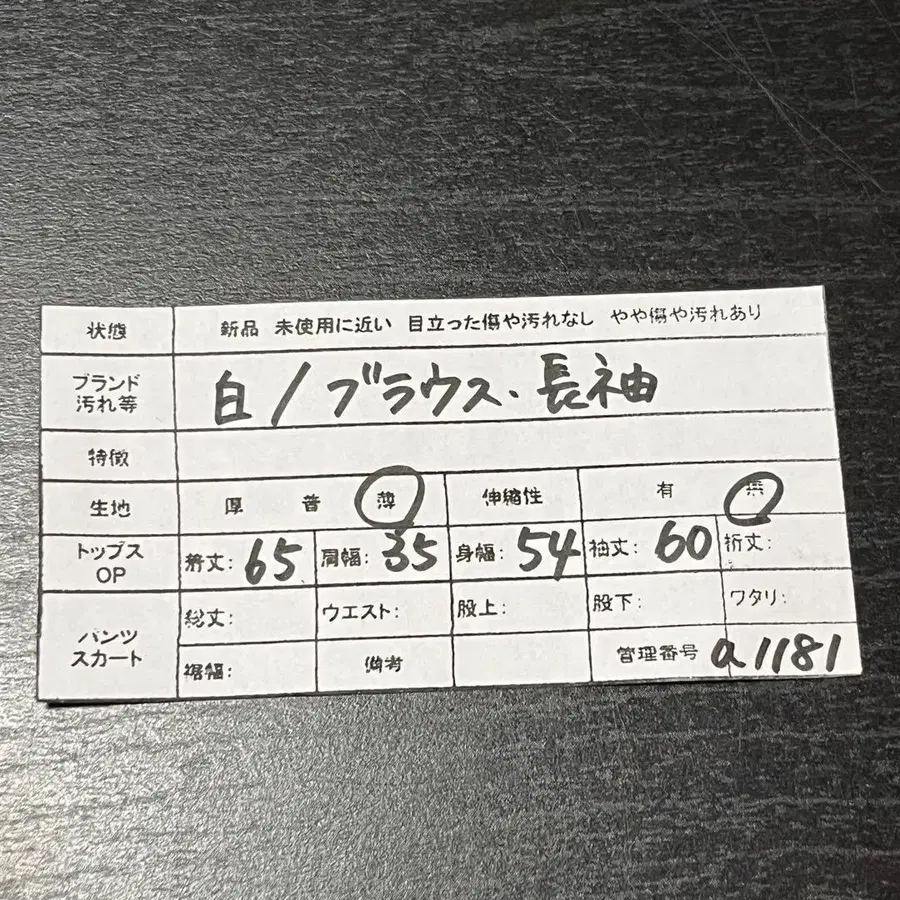 状態 新品 未使用に近い 目立った傷や汚れなし やや傷や汚れあり
ブランド
汚れ等 白/ブラウス、長袖
特徴
生地 厚 普 薄 伸縮性 有 無
トップス
OP 着丈:65 肩幅:35 身幅:54 袖丈:60 裄丈:
パンツ
スカート 総丈: ウエスト: 股上: 股下: ワタリ:
裾幅: 備考 管理番号 a1181